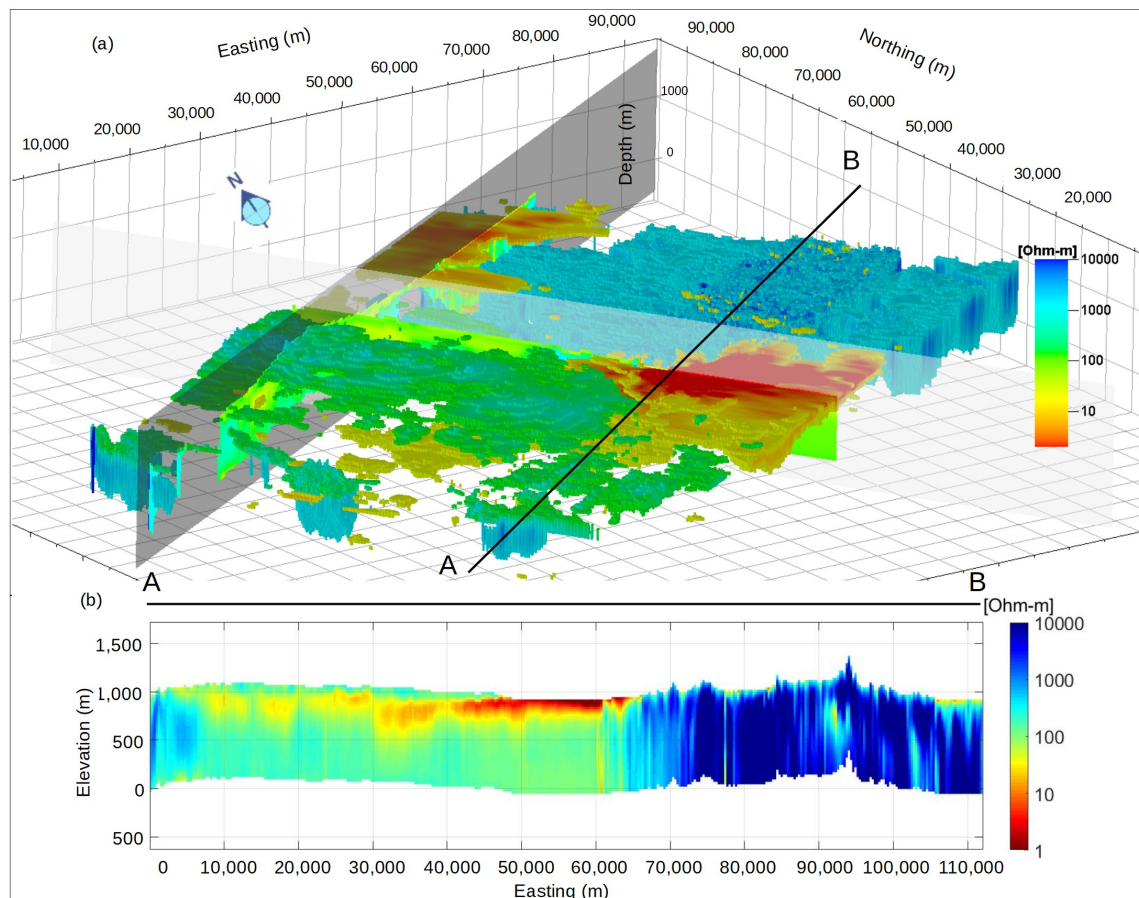 (a)
Easting (m)
10,000
20,000
30,000
40,000
50,000
60,000
70,000
80,000
90,000
Northing (m)
90,000
80,000
70,000
60,000
50,000
40,000
30,000
20,000
Depth (m)
1000
0
N
B
[Ohm-m]
10000
1000
100
10
A
A
B
(b)
[Ohm-m]
1,500
1,000
500
0
500
Elevation (m)
0 10,000 20,000 30,000 40,000 50,000 60,000 70,000 80,000 90,000 100,000 110,000
Easting (m)
10000
1000
100
10
1